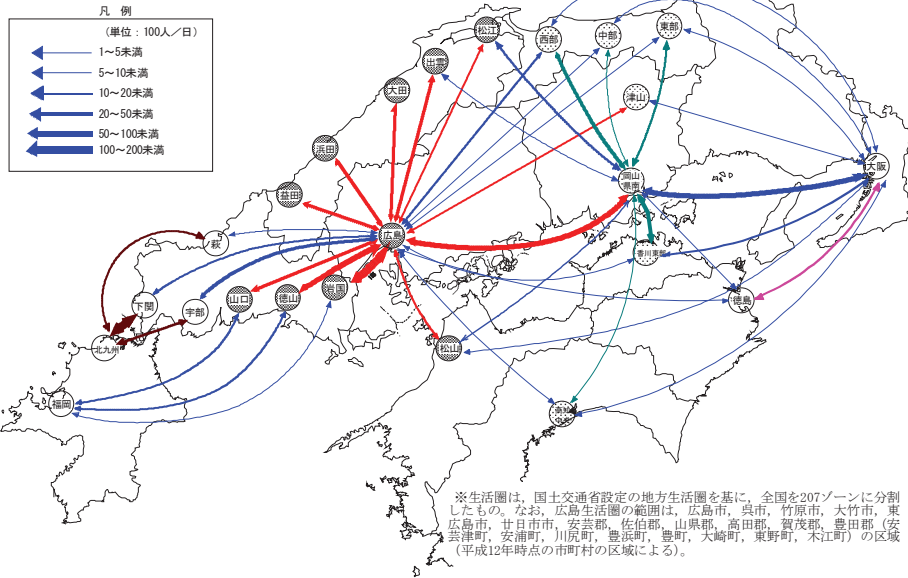 凡 例
(単位：100人／日)
1～5未満
5～10未満
10～20未満
20～50未満
50～100未満
100～200未満
松江
西部
中部
東部
出雲
大田
津山
浜田
大阪
岡山
県南
益田
広島
萩
香川東部
岩国
徳山
山口
徳島
下関
宇部
北九州
松山
福岡
高知
中央
※生活圏は，国土交通省設定の地方生活圏を基に，全国を207ゾーンに分割
したもの。なお，広島生活圏の範囲は，広島市，呉市，竹原市，大竹市，東
広島市，廿日市市，安芸郡，佐伯郡，山県郡，高田郡，賀茂郡，豊田郡（安
芸津町，安浦町，川尻町，豊浜町，豊町，大崎町，東野町，木江町）の区域
（平成12年時点の市町村の区域による）。